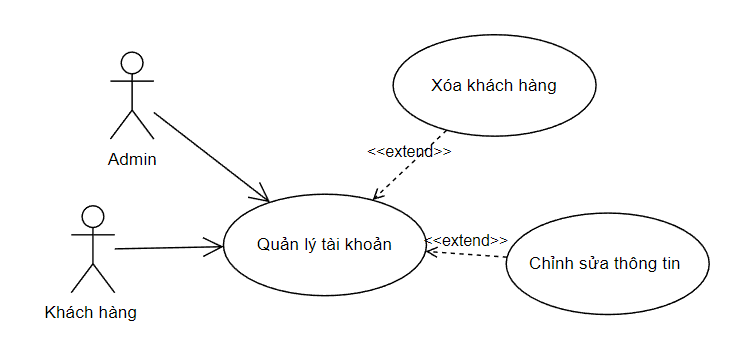 Xóa khách hàng
Admin
<<extend>>
Quản lý tài khoản
<<extend>>
Chỉnh sửa thông tin
Khách hàng